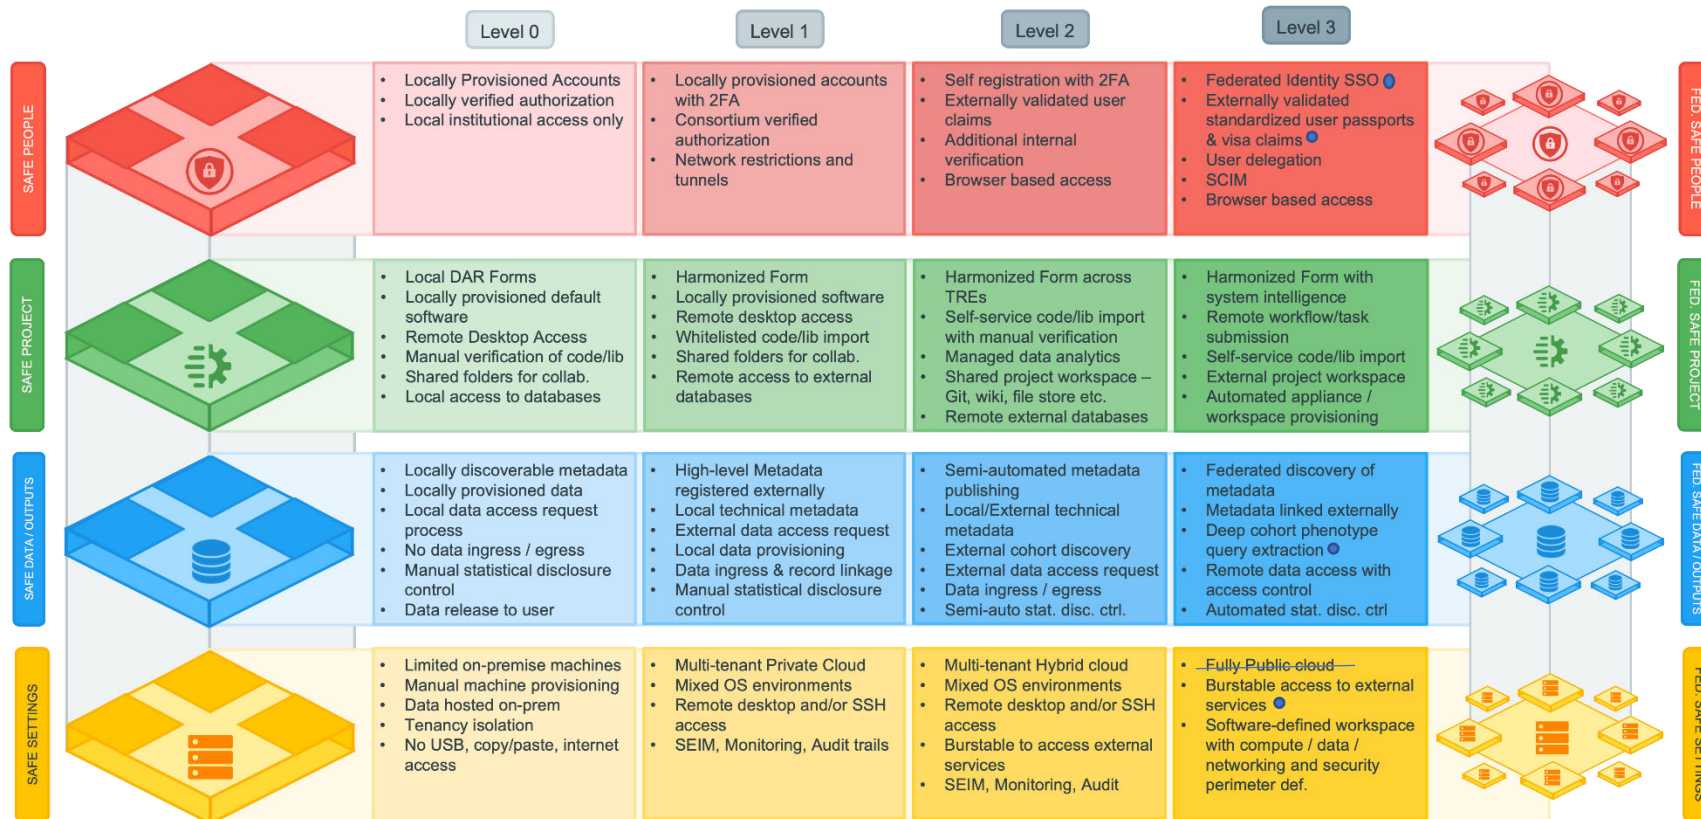 Level 0
Level 1
Level 2
Level 3
SAFE PEOPLE
• Locally Provisioned Accounts
• Locally verified authorization
• Local institutional access only
• Locally provisioned accounts
with 2FA
• Consortium verified
authorization
• Network restrictions and
tunnels
• Self registration with 2FA
• Externally validated user
claims
• Additional internal
verification
• Browser based access
• Federated Identity SSO
• Externally validated
standardized user passports
& visa claims
• User delegation
• SCIM
• Browser based access
FED. SAFE PEOPLE
SAFE PROJECT
• Local DAR Forms
• Locally provisioned default
software
• Remote Desktop Access
• Manual verification of code/lib
• Shared folders for collab.
• Local access to databases
• Harmonized Form
• Locally provisioned software
• Remote desktop access
• Whitelisted code/lib import
• Shared folders for collab.
• Remote access to external
databases
• Harmonized Form across
TREs
• Self-service code/lib import
with manual verification
• Managed data analytics
• Shared project workspace –
Git, wiki, file store etc.
• Remote external databases
• Harmonized Form with
system intelligence
• Remote workflow/task
submission
• Self-service code/lib import
• External project workspace
• Automated appliance /
workspace provisioning
FED. SAFE PROJECT
SAFE DATA / OUTPUTS
• Locally discoverable metadata
• Locally provisioned data
• Local data access request
process
• No data ingress / egress
• Manual statistical disclosure
control
• Data release to user
• High-level Metadata
registered externally
• Local technical metadata
• External data access request
• Local data provisioning
• Data ingress & record linkage
• Manual statistical disclosure
control
• Semi-automated metadata
publishing
• Local/External technical
metadata
• External cohort discovery
• External data access request
• Data ingress / egress
• Semi-auto stat. disc. ctrl.
• Federated discovery of
metadata
• Metadata linked externally
• Deep cohort phenotype
query extraction
• Remote data access with
access control
• Automated stat. disc. ctrl
FED. SAFE DATA / OUTPUTS
SAFE SETTINGS
• Limited on-premise machines
• Manual machine provisioning
• Data hosted on-prem
• Tenancy isolation
• No USB, copy/paste, internet
access
• Multi-tenant Private Cloud
• Mixed OS environments
• Remote desktop and/or SSH
access
• SEIM, Monitoring, Audit trails
• Multi-tenant Hybrid cloud
• Mixed OS environments
• Remote desktop and/or SSH
access
• Burstable to access external
services
• SEIM, Monitoring, Audit
• Fully Public cloud
• Burstable access to external
services
• Software-defined workspace
with compute / data /
networking and security
perimeter def.
FED. SAFE SETTINGS